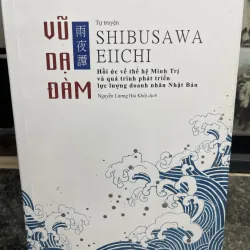 VŨ
DẠ
ĐÀM
雨夜譚
Tự truyện
SHIBUSAWA
EIICHI
Hồi ức về thế hệ Minh Trị
và quá trình phát triển
lực lượng doanh nhân Nhật Bản
Nguyễn Lương Hải Khôi dịch